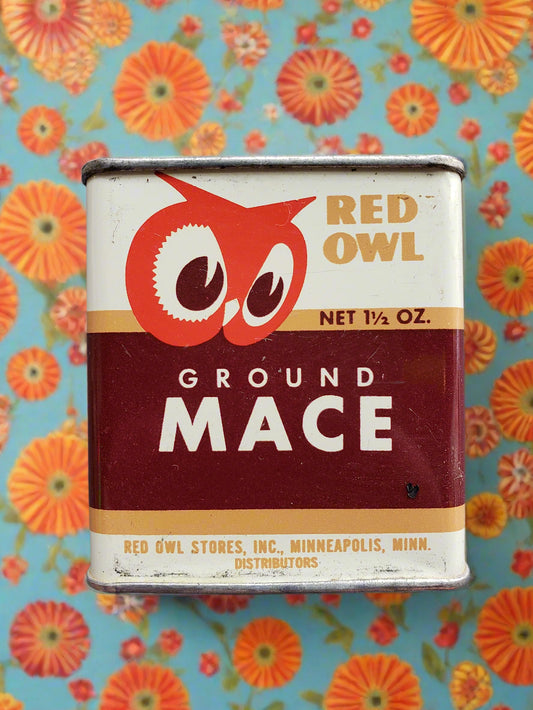 RED
OWL
NET 1½ OZ.
GROUND
MACE
RED OWL STORES, INC., MINNEAPOLIS, MINN.
DISTRIBUTORS